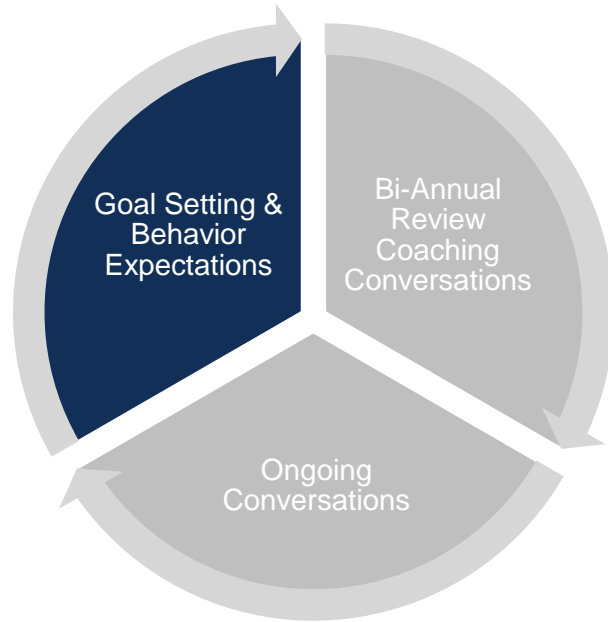 Goal Setting &
Behavior
Expectations
Bi-Annual
Review
Coaching
Conversations
Ongoing
Conversations